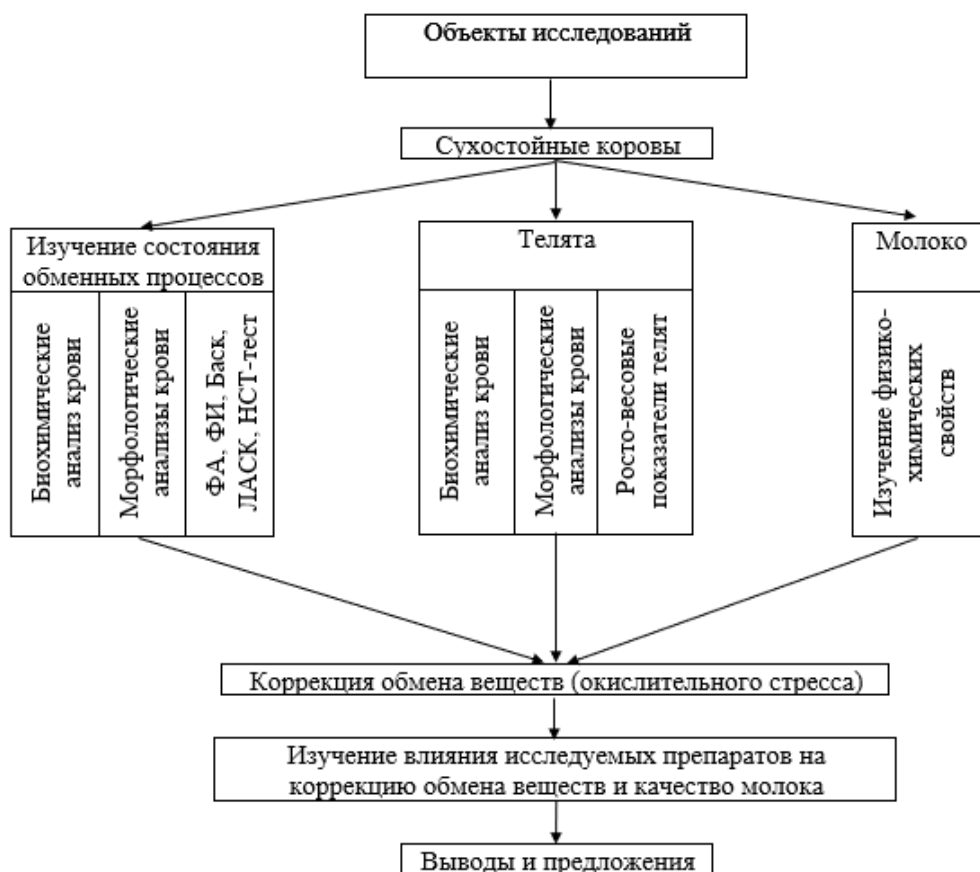 Объекты исследований
Сухостойные коровы
Изучение состояния
обменных процессов
Биохимические
анализ крови
Морфологические
анализы крови
ФА, ФИ, Баск,
ЛАСК, НСТ-тест
Телята
Биохимические
анализ крови
Морфологические
анализы крови
Росто-весовые
показатели телят
Молоко
Изучение физико-
химических
свойств
Коррекция обмена веществ (окислительного стресса)
Изучение влияния исследуемых препаратов на
коррекцию обмена веществ и качество молока
Выводы и предложения